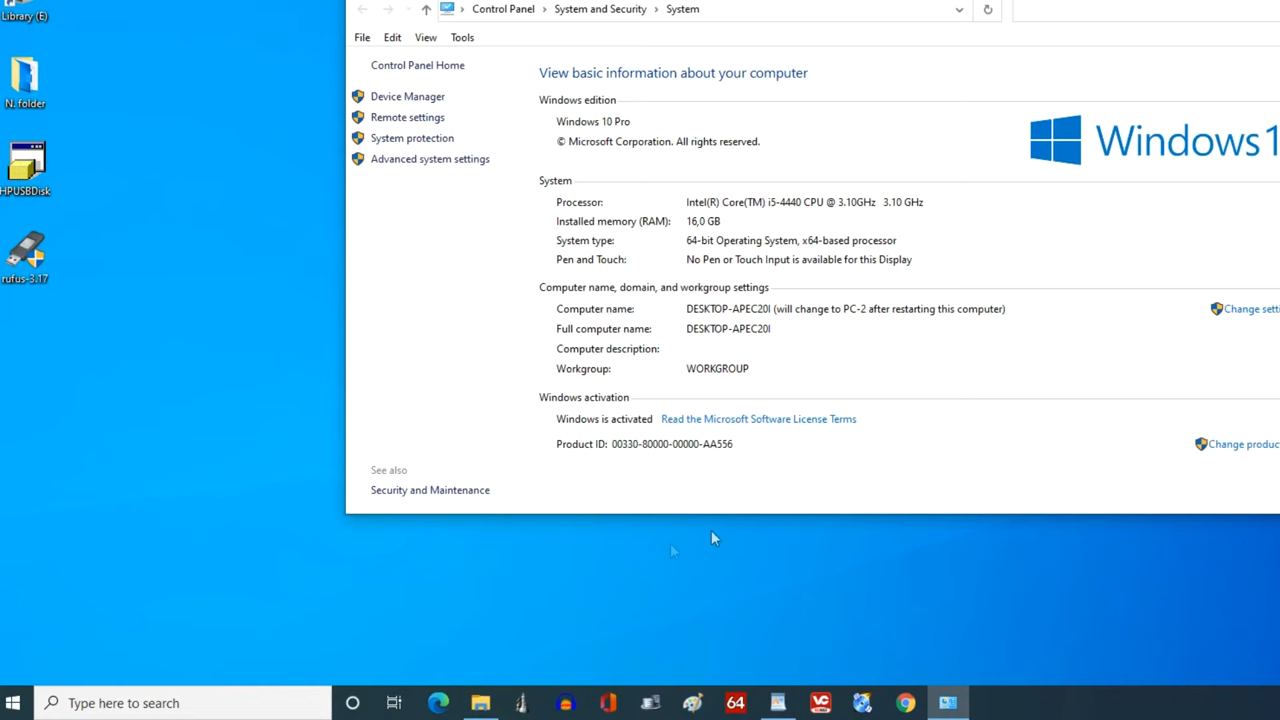 Library (E)
N. folder
HPUSBDisk
rufus-3.17
Control Panel > System and Security > System
File Edit View Tools
Control Panel Home
Device Manager
Remote settings
System protection
Advanced system settings
See also
Security and Maintenance
View basic information about your computer
Windows edition
Windows 10 Pro
© Microsoft Corporation. All rights reserved.
Windows 1
System
Processor: Intel(R) Core(TM) i5-4440 CPU @ 3.10GHz 3.10 GHz
Installed memory (RAM): 16,0 GB
System type: 64-bit Operating System, x64-based processor
Pen and Touch: No Pen or Touch Input is available for this Display
Computer name, domain, and workgroup settings
Computer name: DESKTOP-APEC20I (will change to PC-2 after restarting this computer)
Change setti
Full computer name: DESKTOP-APEC20I
Computer description:
Workgroup: WORKGROUP
Windows activation
Windows is activated Read the Microsoft Software License Terms
Product ID: 00330-80000-00000-AA556
Change produc
Type here to search
64